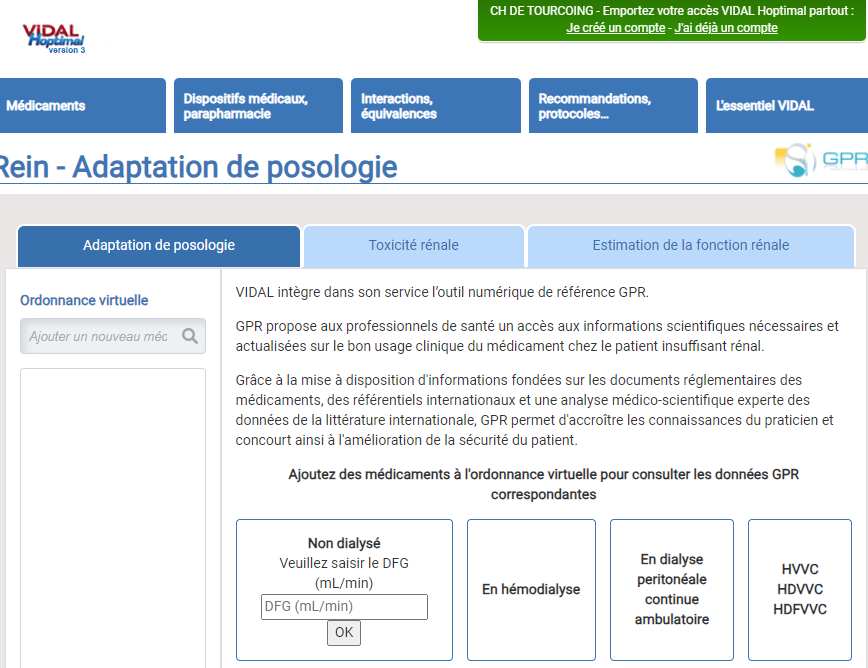 CH DE TOURCOING - Emportez votre accès VIDAL Hoptimal partout :
Je créé un compte - J'ai déjà un compte
VIDAL
Hoptimal
version 3
Médicaments
Dispositifs médicaux,
parapharmacie
Interactions,
équivalences
Recommandations,
protocoles...
L'essentiel VIDAL
Rein - Adaptation de posologie
GPR
Adaptation de posologie
Toxicité rénale
Estimation de la fonction rénale
Ordonnance virtuelle
Ajouter un nouveau méd
VIDAL intègre dans son service l’outil numérique de référence GPR.
GPR propose aux professionnels de santé un accès aux informations scientifiques nécessaires et
actualisées sur le bon usage clinique du médicament chez le patient insuffisant rénal.
Grâce à la mise à disposition d'informations fondées sur les documents réglementaires des
médicaments, des référentiels internationaux et une analyse médico-scientifique experte des
données de la littérature internationale, GPR permet d'accroître les connaissances du praticien et
concourt ainsi à l'amélioration de la sécurité du patient.
Ajoutez des médicaments à l'ordonnance virtuelle pour consulter les données GPR
correspondantes
Non dialysé
Veuillez saisir le DFG
(mL/min)
DFG (mL/min)
OK
En hémodialyse
En dialyse
peritonéale
continue
ambulatoire
HVVC
HDVVC
HDFVVC